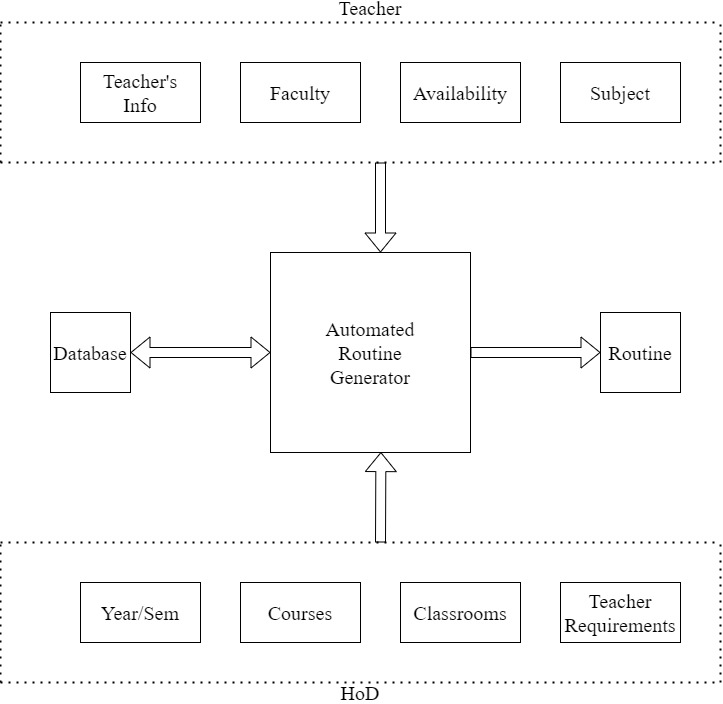 Teacher
Teacher's
Info
Faculty
Availability
Subject
Database
Automated
Routine
Generator
Routine
Year/Sem
Courses
Classrooms
Teacher
Requirements
HoD